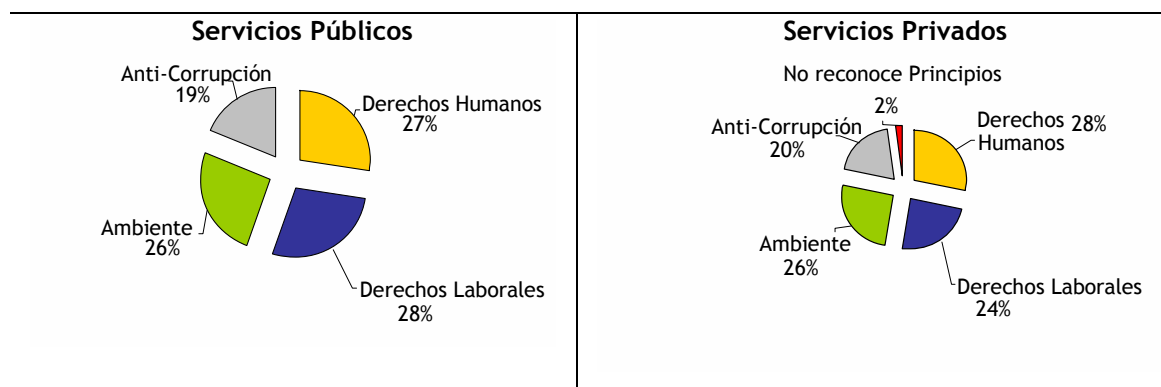 Servicios Públicos
Anti-Corrupción
19%
Derechos Humanos
27%
Ambiente
26%
Derechos Laborales
28%
Servicios Privados
No reconoce Principios
2%
Anti-Corrupción
20%
Derechos 28%
Humanos
Ambiente
26%
Derechos Laborales
24%